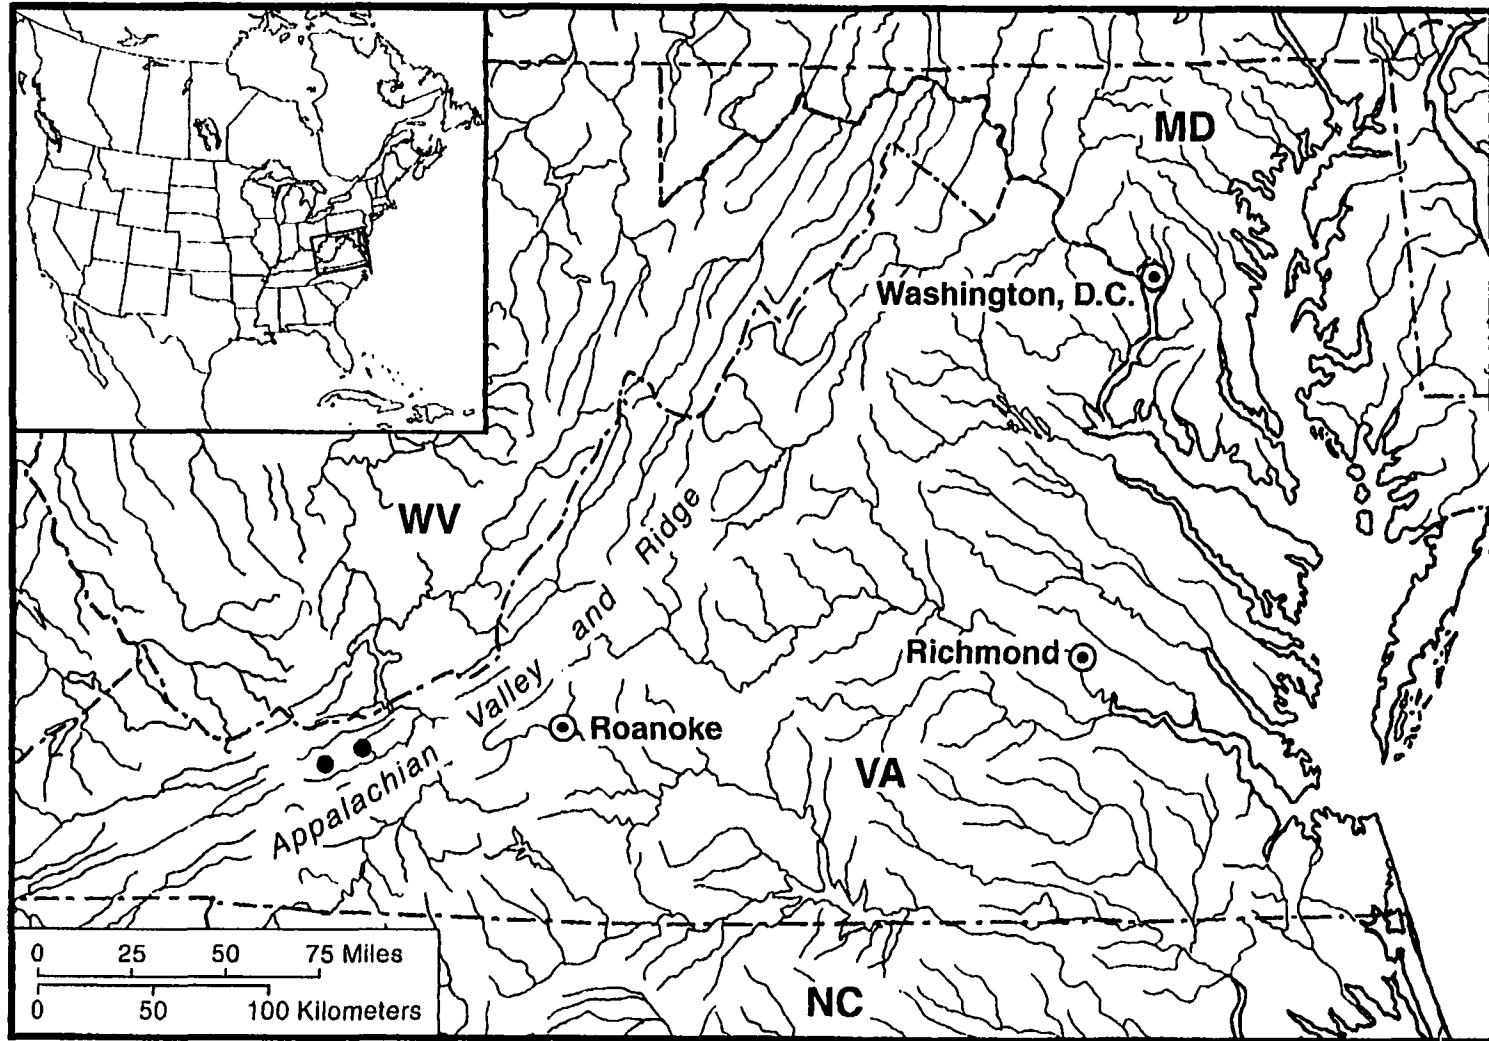 MD
Washington, D.C.
WV
Appalachian Valley and Ridge
Richmond
Roanoke
VA
0 25 50 75 Miles
0 50 100 Kilometers
NC